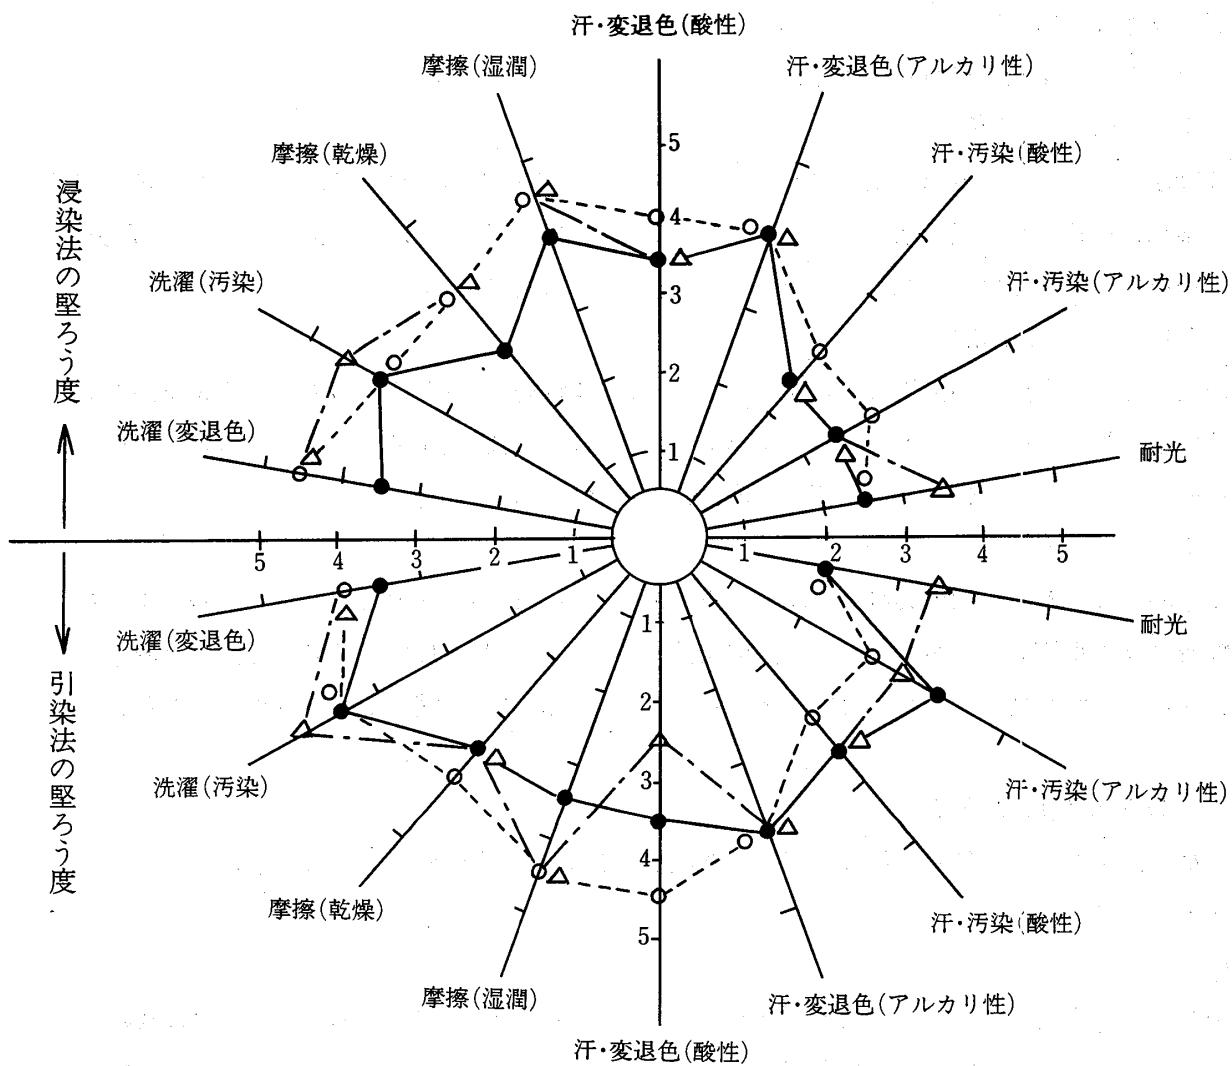 汗・変退色(酸性)
摩擦(湿潤)
汗・変退色(アルカリ性)
摩擦(乾燥)
汗・汚染(酸性)
洗濯(汚染)
汗・汚染(アルカリ性)
洗濯(変退色)
耐光
浸染法の堅ろう度
5
4
3
2
1
5
4
3
2
1
1
2
3
4
5
1
2
3
4
5
引染法の堅ろう度
洗濯(変退色)
耐光
洗濯(汚染)
汗・汚染(アルカリ性)
摩擦(乾燥)
汗・汚染(酸性)
摩擦(湿潤)
汗・変退色(アルカリ性)
汗・変退色(酸性)